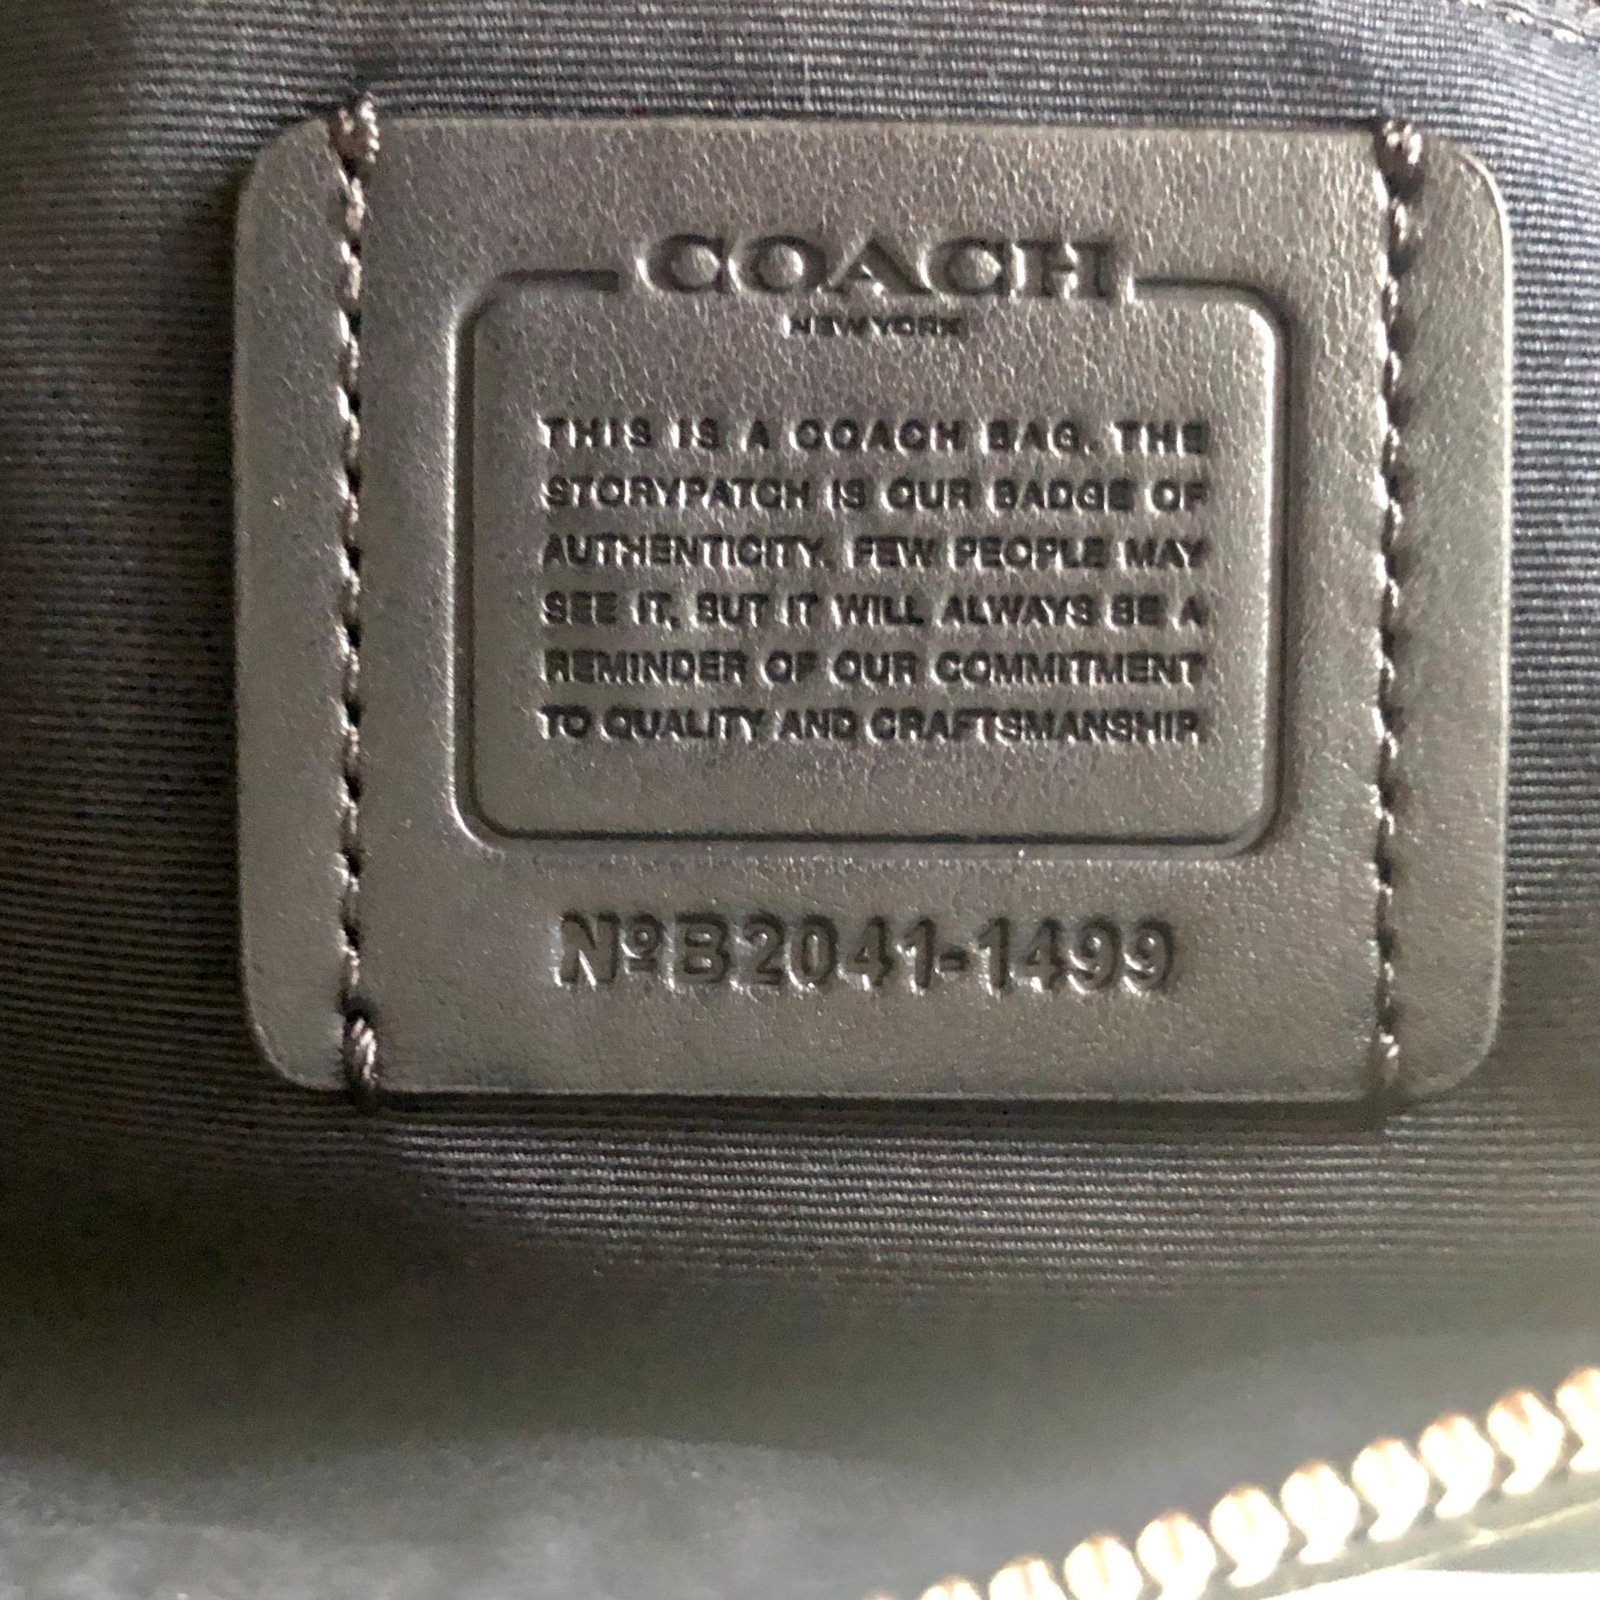 COACH
NEW YORK
THIS IS A COACH BAG. THE
STORYPATCH IS OUR BADGE OF
AUTHENTICITY. FEW PEOPLE MAY
SEE IT, BUT IT WILL ALWAYS BE A
REMINDER OF OUR COMMITMENT
TO QUALITY AND CRAFTSMANSHIP.
NºB2041-1499